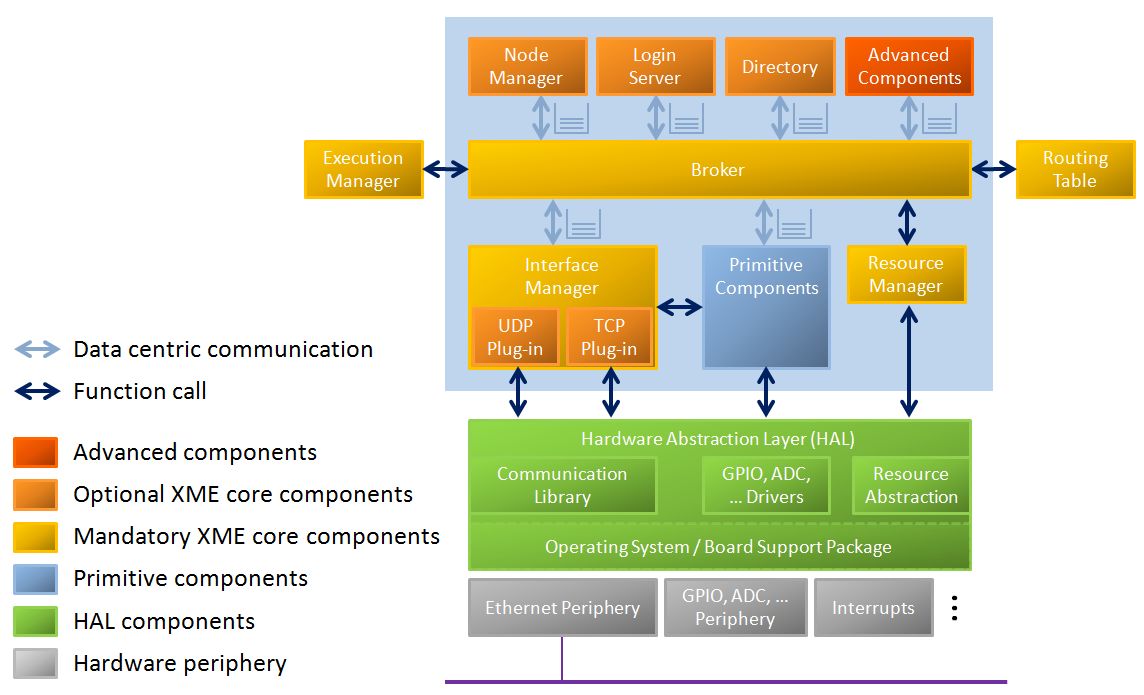 Node
Manager
Login
Server
Directory
Advanced
Components
Execution
Manager
Broker
Routing
Table
Interface
Manager
UDP
Plug-in
TCP
Plug-in
Primitive
Components
Resource
Manager
Data centric communication
Function call
Advanced components
Optional XME core components
Mandatory XME core components
Primitive components
HAL components
Hardware periphery
Hardware Abstraction Layer (HAL)
Communication
Library
GPIO, ADC,
... Drivers
Resource
Abstraction
Operating System / Board Support Package
Ethernet Periphery
GPIO, ADC, ...
Periphery
Interrupts